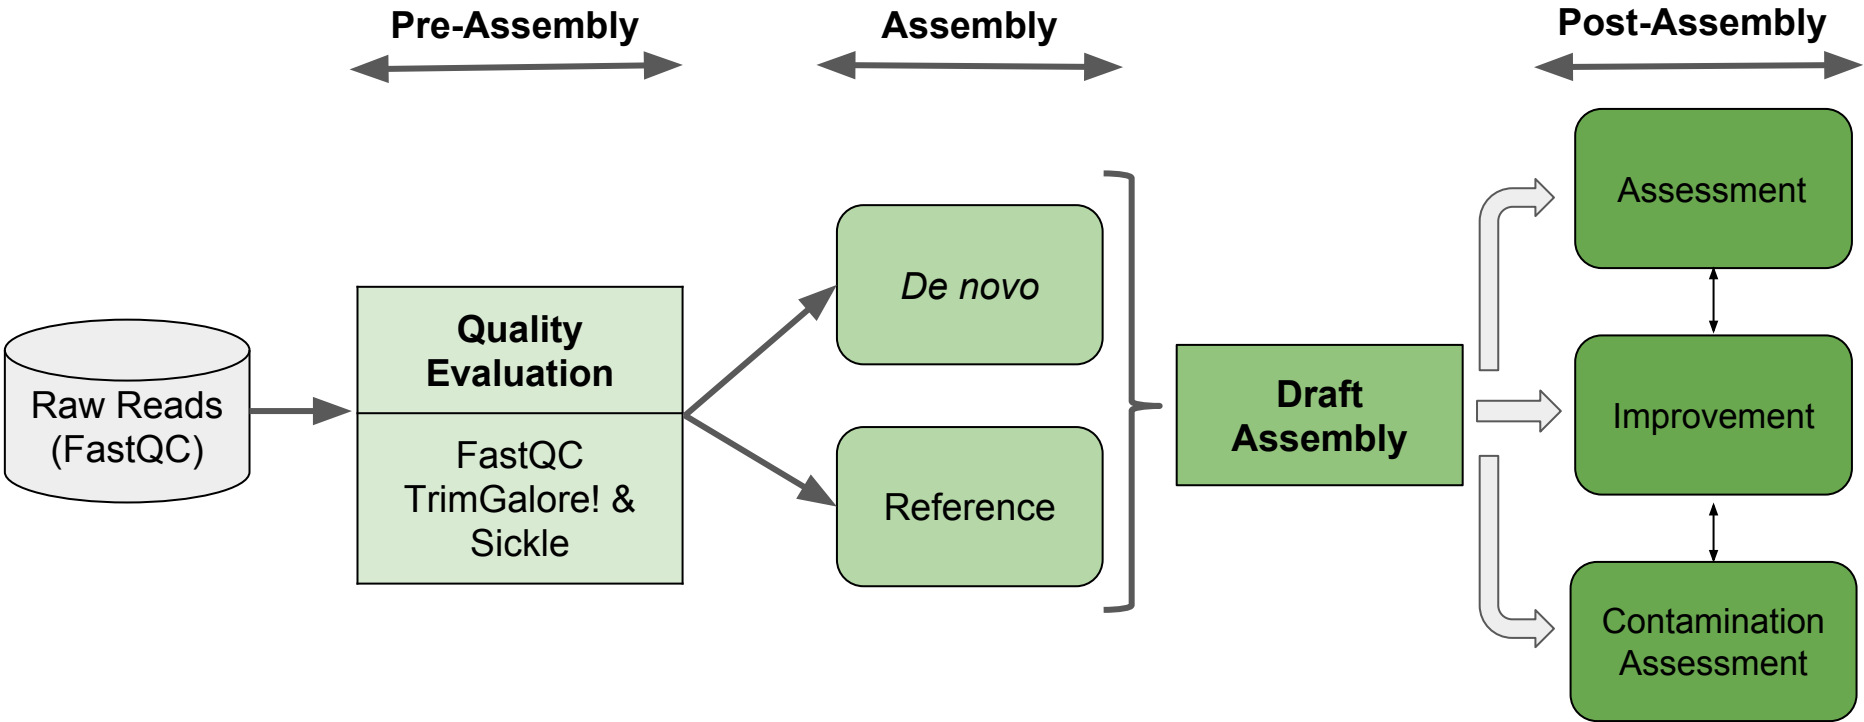 Pre-Assembly
Assembly
Post-Assembly
Raw Reads
(FastQC)
Quality
Evaluation
FastQC
TrimGalore! &
Sickle
De novo
Reference
Draft
Assembly
Assessment
Improvement
Contamination
Assessment